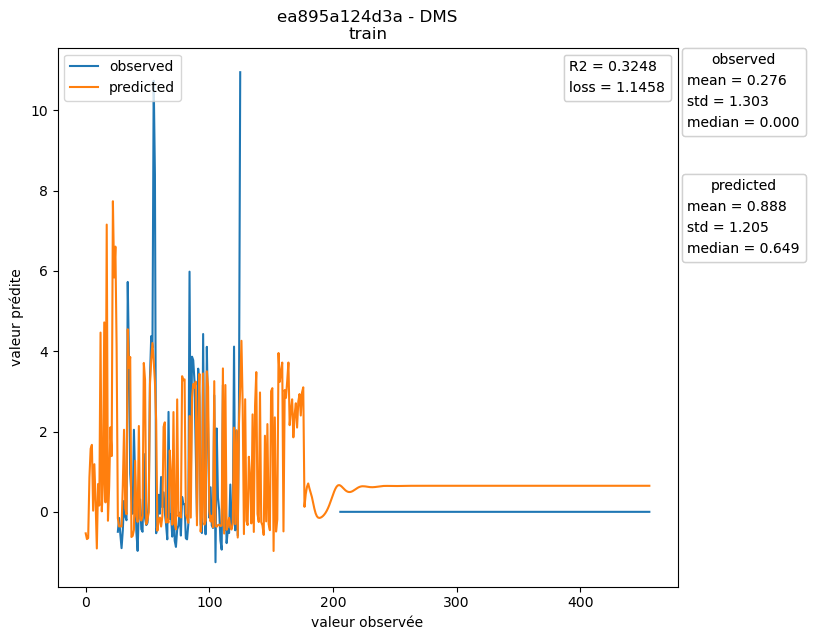 ea895a124d3a - DMS
train
observed
predicted
R2 = 0.3248
loss = 1.1458
observed
mean = 0.276
std = 1.303
median = 0.000
predicted
mean = 0.888
std = 1.205
median = 0.649
10
8
6
4
2
0
valeur prédite
0
100
200
300
400
valeur observée